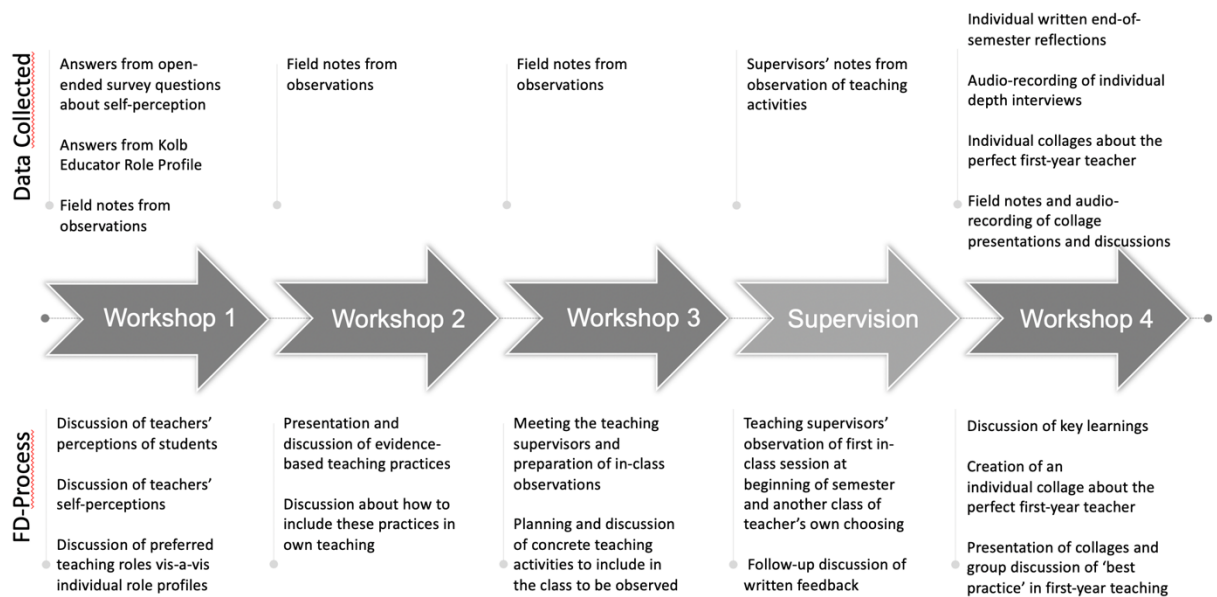 Data Collected
Answers from open-
ended survey questions
about self-perception
Answers from Kolb
Educator Role Profile
Field notes from
observations
Field notes from
observations
Field notes from
observations
Supervisors' notes from
observation of teaching
activities
Individual written end-of-
semester reflections
Audio-recording of individual
depth interviews
Individual collages about the
perfect first-year teacher
Field notes and audio-
recording of collage
presentations and discussions
Workshop 1
Workshop 2
Workshop 3
Supervision
Workshop 4
FD-Process
Discussion of teachers'
perceptions of students
Discussion of teachers'
self-perceptions
Discussion of preferred
teaching roles vis-a-vis
individual role profiles
Presentation and
discussion of evidence-
based teaching practices
Discussion about how to
include these practices in
own teaching
Meeting the teaching
supervisors and
preparation of in-class
observations
Planning and discussion
of concrete teaching
activities to include in
the class to be observed
Teaching supervisors'
observation of first in-
class session at
beginning of semester
and another class of
teacher's own choosing
Follow-up discussion of
written feedback
Discussion of key learnings
Creation of an
individual collage about the
perfect first-year teacher
Presentation of collages and
group discussion of 'best
practice' in first-year teaching